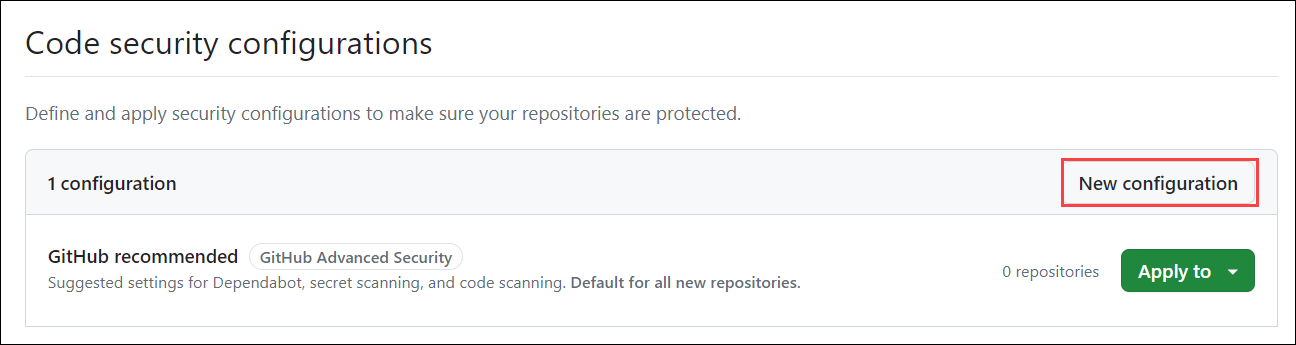 Code security configurations
Define and apply security configurations to make sure your repositories are protected.
1 configuration
New configuration
GitHub recommended GitHub Advanced Security
Suggested settings for Dependabot, secret scanning, and code scanning. Default for all new repositories.
0 repositories
Apply to